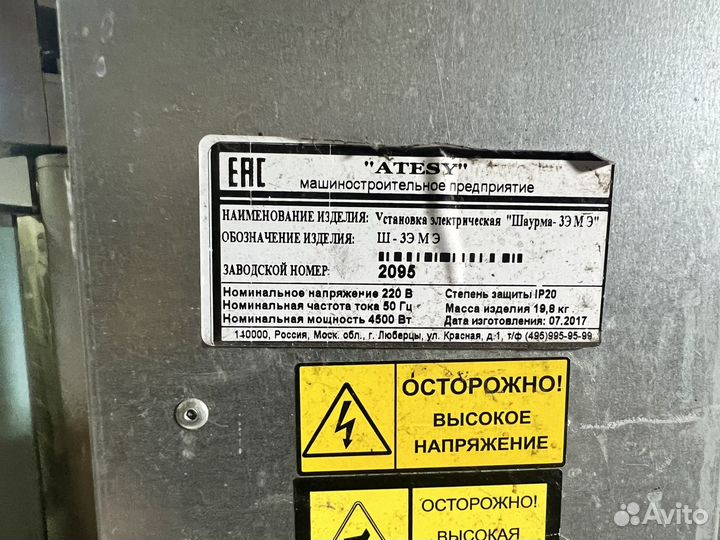 EAC
"ATESY"
машиностроительное предприятие
НАИМЕНОВАНИЕ ИЗДЕЛИЯ: Установка электрическая "Шаурма- 3Э М Э"
ОБОЗНАЧЕНИЕ ИЗДЕЛИЯ: Ш - 3Э М Э
ЗАВОДСКОЙ НОМЕР: 2095
Номинальное напряжение 220 В Степень защиты IP20
Номинальная частота тока 50 Гц Масса изделия 19,8 кг
Номинальная мощность 4500 Вт Дата изготовления: 07.2017
140000, Россия, Моск. обл., г. Люберцы, ул. Красная, д.1, т/ф (495)995-95-99
ОСТОРОЖНО!
ВЫСОКОЕ
НАПРЯЖЕНИЕ
ОСТОРОЖНО!
ВЫСОКАЯ
Avito